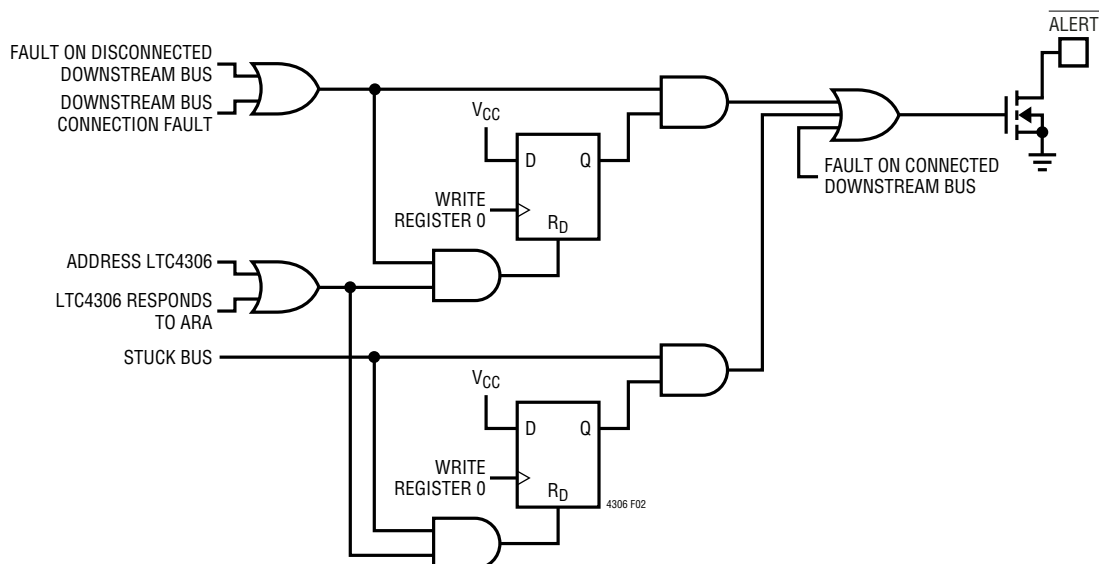 ALERT
FAULT ON DISCONNECTED
DOWNSTREAM BUS
DOWNSTREAM BUS
CONNECTION FAULT
VCC
D
Q
WRITE
REGISTER 0
RD
FAULT ON CONNECTED
DOWNSTREAM BUS
ADDRESS LTC4306
LTC4306 RESPONDS
TO ARA
STUCK BUS
VCC
D
Q
WRITE
REGISTER 0
RD
4306 F02